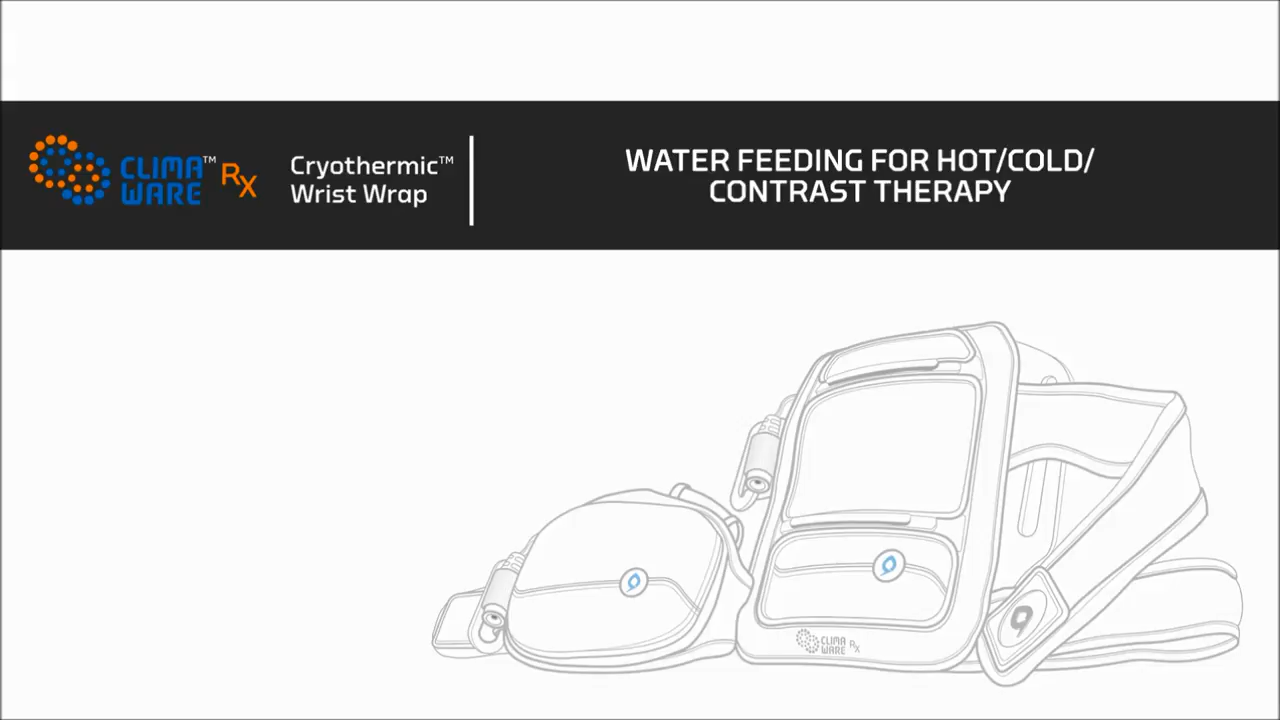 CLIMA™
WARE
Rx
Cryothermic™
Wrist Wrap
WATER FEEDING FOR HOT/COLD/
CONTRAST THERAPY
CLIMA
WARE
Rx